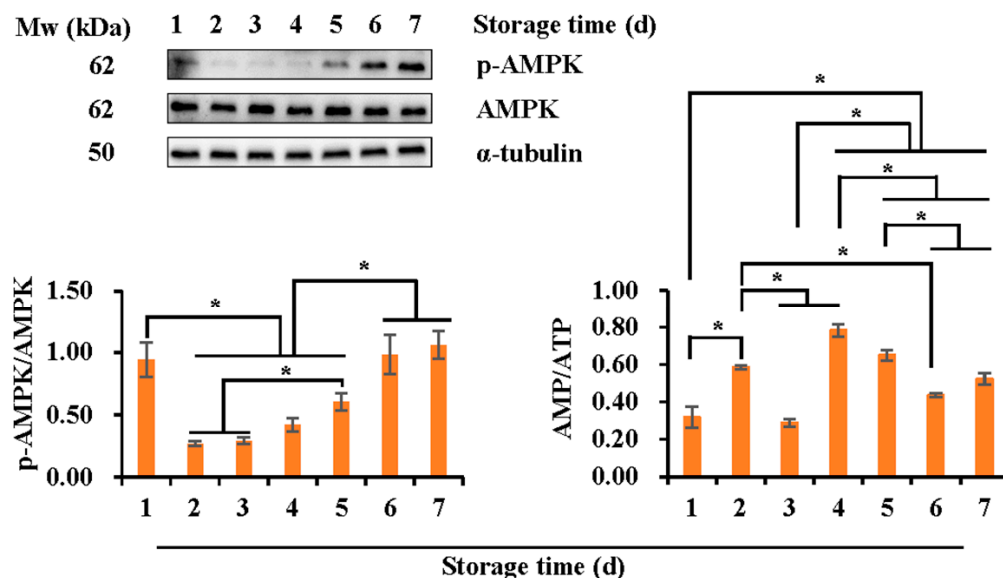 Mw (kDa) 1 2 3 4 5 6 7 Storage time (d)
62 p-AMPK
62 AMPK
50 α-tubulin
*
*
*
p-AMPK/AMPK
1.50
1.00
0.50
0.00
1 2 3 4 5 6 7
*
*
*
*
*
*
*
AMP/ATP
1.00
0.80
0.60
0.40
0.20
0.00
1 2 3 4 5 6 7
Storage time (d)